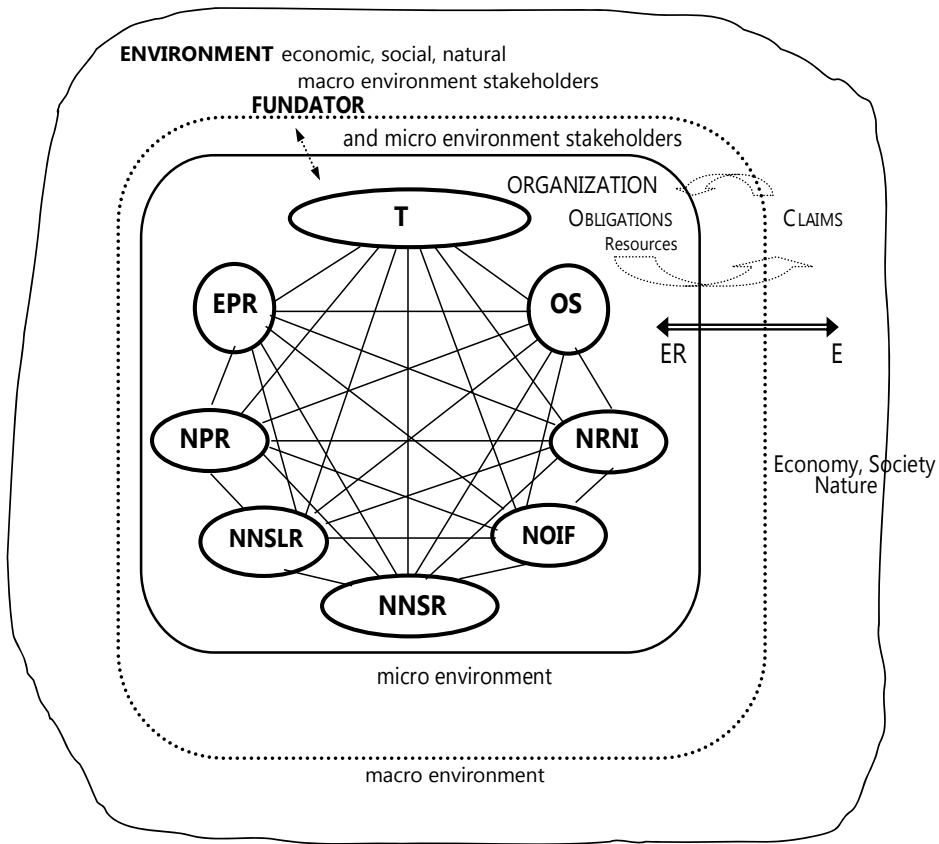 ENVIRONMENT economic, social, natural
macro environment stakeholders
FUNDATOR
and micro environment stakeholders
ORGANIZATION
T
OBLIGATIONS
CLAIMS
Resources
EPR
OS
ER
E
NPR
NRNI
Economy, Society
Nature
NNSLR
NOIF
NNSR
micro environment
macro environment